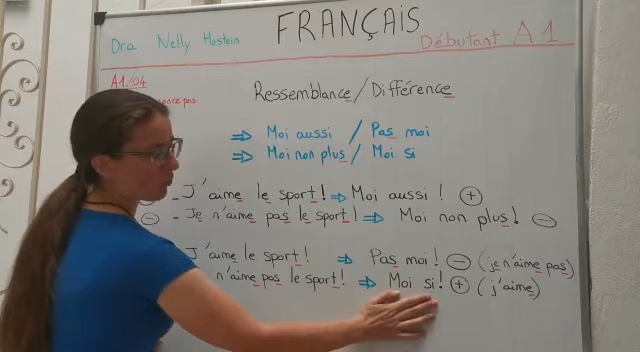 FRANÇAIS
Dra Nelly Hostein
Débutant A1
A1/04
nonce pas
Ressemblance / Différence
⇒ Moi aussi / Pas moi
⇒ Moi non plus / Moi si
- J'aime le sport! ⇒ Moi aussi! +
- - Je n'aime pas le sport! ⇒ Moi non plus! -
J'aime le sport! ⇒ Pas moi! - (je n'aime pas)
n'aime pas le sport! ⇒ Moi si! + (j'aime)